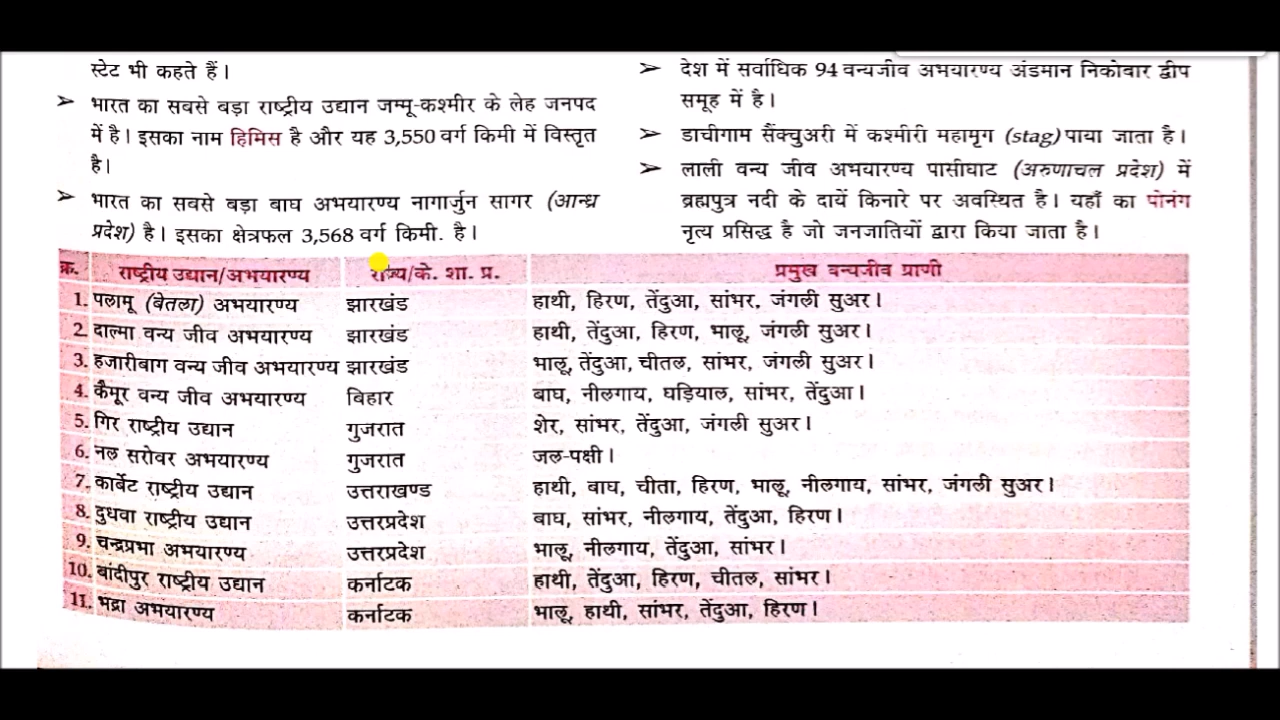 स्टेट भी कहते हैं।
➢ भारत का सबसे बड़ा राष्ट्रीय उद्यान जम्मू-कश्मीर के लेह जनपद
में है। इसका नाम हिमिस है और यह 3,550 वर्ग किमी में विस्तृत
है।
➢ भारत का सबसे बड़ा बाघ अभयारण्य नागार्जुन सागर (आन्ध्र
प्रदेश) है। इसका क्षेत्रफल 3,568 वर्ग किमी. है।
➢ देश में सर्वाधिक 94 वन्यजीव अभयारण्य अंडमान निकोबार द्वीप
समूह में है।
➢ डाचीगाम सैंक्चुअरी में कश्मीरी महामृग (stag) पाया जाता है।
➢ लाली वन्य जीव अभयारण्य पासीघाट (अरुणाचल प्रदेश) में
ब्रह्मपुत्र नदी के दायें किनारे पर अवस्थित है। यहाँ का पोनंग
नृत्य प्रसिद्ध है जो जनजातियों द्वारा किया जाता है।
क्र. राष्ट्रीय उद्यान/अभयारण्य राज्य/के. शा. प्र. प्रमुख वन्यजीव प्राणी
1. पलामू (बेतला) अभयारण्य झारखंड हाथी, हिरण, तेंदुआ, सांभर, जंगली सुअर।
2. दाल्मा वन्य जीव अभयारण्य झारखंड हाथी, तेंदुआ, हिरण, भालू, जंगली सुअर।
3. हजारीबाग वन्य जीव अभयारण्य झारखंड भालू, तेंदुआ, चीतल, सांभर, जंगली सुअर।
4. कैमूर वन्य जीव अभयारण्य बिहार बाघ, नीलगाय, घड़ियाल, सांभर, तेंदुआ।
5. गिर राष्ट्रीय उद्यान गुजरात शेर, सांभर, तेंदुआ, जंगली सुअर।
6. नल सरोवर अभयारण्य गुजरात जल-पक्षी।
7. कार्बेट राष्ट्रीय उद्यान उत्तराखण्ड हाथी, बाघ, चीता, हिरण, भालू, नीलगाय, सांभर, जंगली सुअर।
8. दुधवा राष्ट्रीय उद्यान उत्तरप्रदेश बाघ, सांभर, नीलगाय, तेंदुआ, हिरण।
9. चन्द्रप्रभा अभयारण्य उत्तरप्रदेश भालू, नीलगाय, तेंदुआ, सांभर।
10. बांदीपुर राष्ट्रीय उद्यान कर्नाटक हाथी, तेंदुआ, हिरण, चीतल, सांभर।
11. भद्रा अभयारण्य कर्नाटक भालू, हाथी, सांभर, तेंदुआ, हिरण।